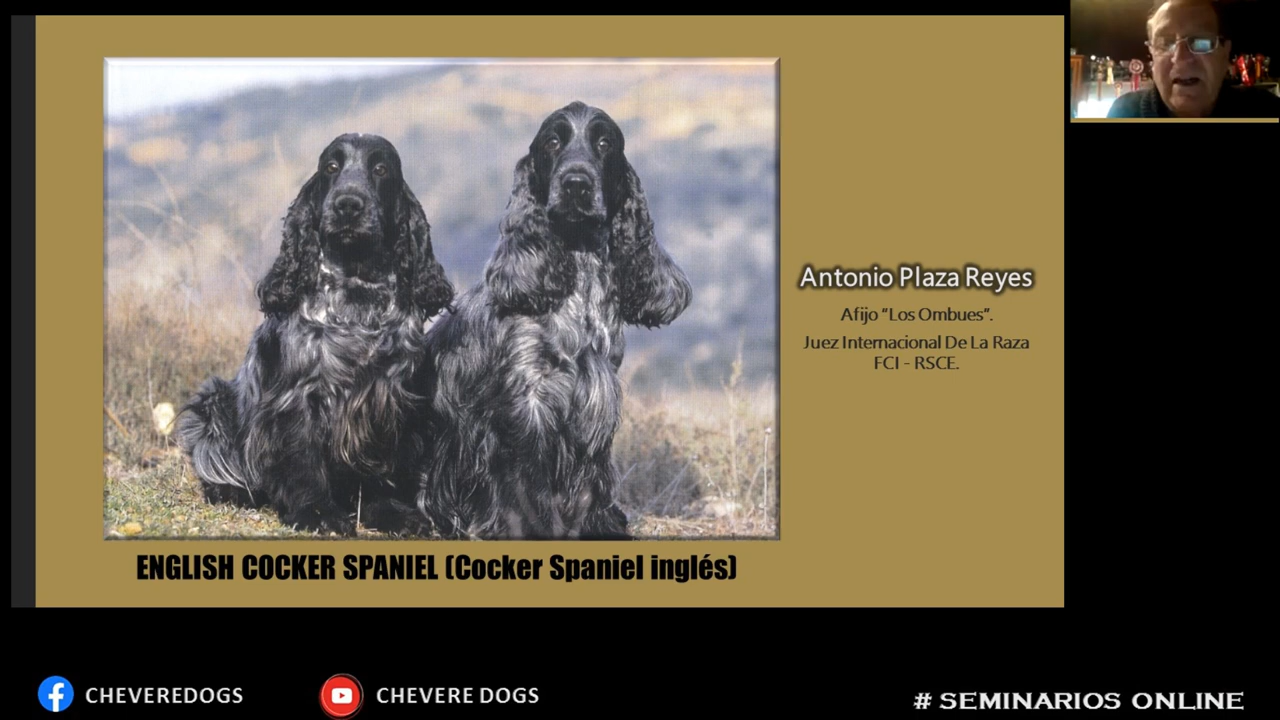 Antonio Plaza Reyes
Afijo "Los Ombues".
Juez Internacional De La Raza
FCI - RSCE.
ENGLISH COCKER SPANIEL (Cocker Spaniel inglés)
CHEVEREDOGS
CHEVERE DOGS
# SEMINARIOS ONLINE